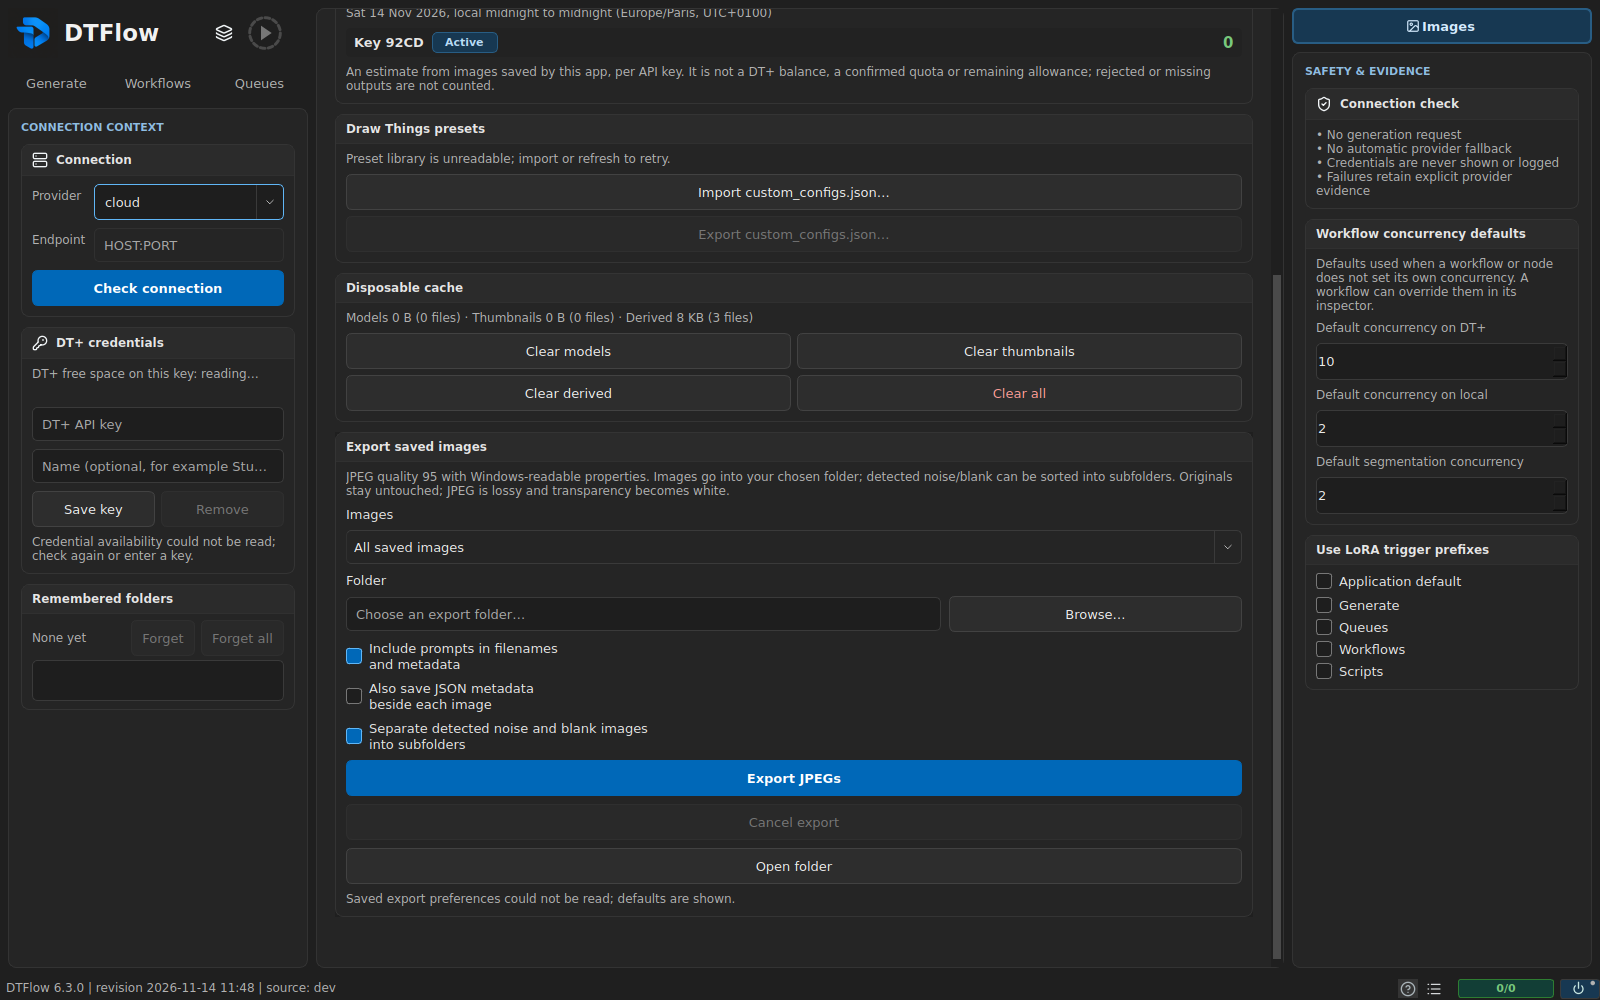 DTFlow
Generate
Workflows
Queues
CONNECTION CONTEXT
Connection
Provider
cloud
Endpoint
HOST:PORT
Check connection
DT+ credentials
DT+ free space on this key: reading...
DT+ API key
Name (optional, for example Stu...
Save key
Remove
Credential availability could not be read;
check again or enter a key.
Remembered folders
None yet
Forget
Forget all
Sat 14 Nov 2026, local midnight to midnight (Europe/Paris, UTC+0100)
Key 92CD
Active
0
An estimate from images saved by this app, per API key. It is not a DT+ balance, a confirmed quota or remaining allowance; rejected or missing
outputs are not counted.
Draw Things presets
Preset library is unreadable; import or refresh to retry.
Import custom_configs.json...
Export custom_configs.json...
Disposable cache
Models 0 B (0 files) · Thumbnails 0 B (0 files) · Derived 8 KB (3 files)
Clear models
Clear thumbnails
Clear derived
Clear all
Export saved images
JPEG quality 95 with Windows-readable properties. Images go into your chosen folder; detected noise/blank can be sorted into subfolders. Originals
stay untouched; JPEG is lossy and transparency becomes white.
Images
All saved images
Folder
Choose an export folder...
Browse...
Include prompts in filenames
and metadata
Also save JSON metadata
beside each image
Separate detected noise and blank images
into subfolders
Export JPEGs
Cancel export
Open folder
Saved export preferences could not be read; defaults are shown.
Images
SAFETY & EVIDENCE
Connection check
• No generation request
• No automatic provider fallback
• Credentials are never shown or logged
• Failures retain explicit provider
evidence
Workflow concurrency defaults
Defaults used when a workflow or node
does not set its own concurrency. A
workflow can override them in its
inspector.
Default concurrency on DT+
10
Default concurrency on local
2
Default segmentation concurrency
2
Use LoRA trigger prefixes
Application default
Generate
Queues
Workflows
Scripts
DTFlow 6.3.0 | revision 2026-11-14 11:48 | source: dev
0/0